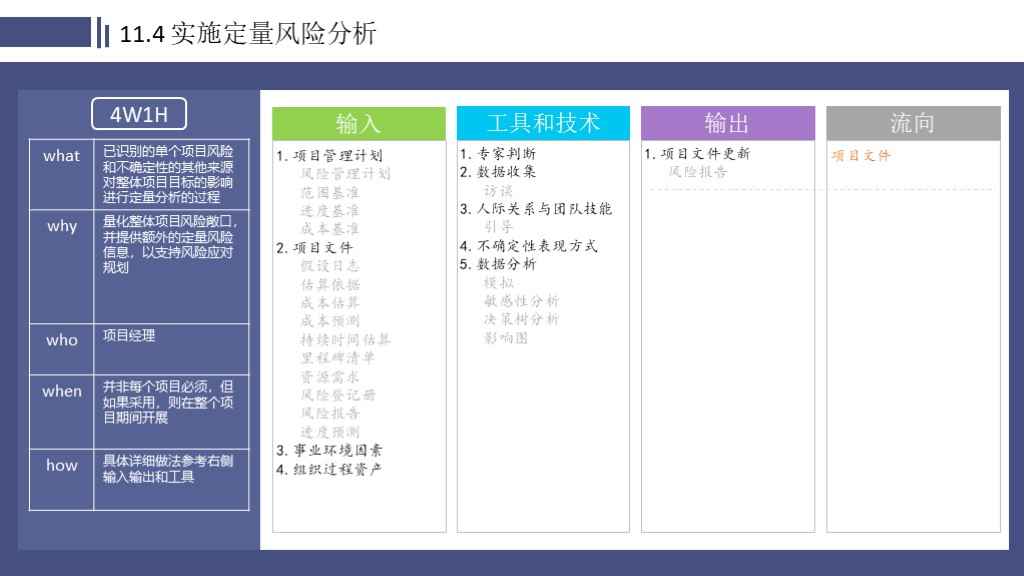 11.4 实施定量风险分析
4W1H
what
已识别的单个项目风险
和不确定性的其他来源
对整体项目目标的影响
进行定量分析的过程
why
量化整体项目风险敞口，
并提供额外的定量风险
信息，以支持风险应对
规划
who
项目经理
when
并非每个项目必须，但
如果采用，则在整个项
目期间开展
how
具体详细做法参考右侧
输入输出和工具
输入
1. 项目管理计划
风险管理计划
范围基准
进度基准
成本基准
2. 项目文件
假设日志
估算依据
成本估算
成本预测
持续时间估算
里程碑清单
资源需求
风险登记册
风险报告
进度预测
3. 事业环境因素
4. 组织过程资产
工具和技术
1. 专家判断
2. 数据收集
访谈
3. 人际关系与团队技能
引导
4. 不确定性表现方式
5. 数据分析
模拟
敏感性分析
决策树分析
影响图
输出
1. 项目文件更新
风险报告
流向
项目文件